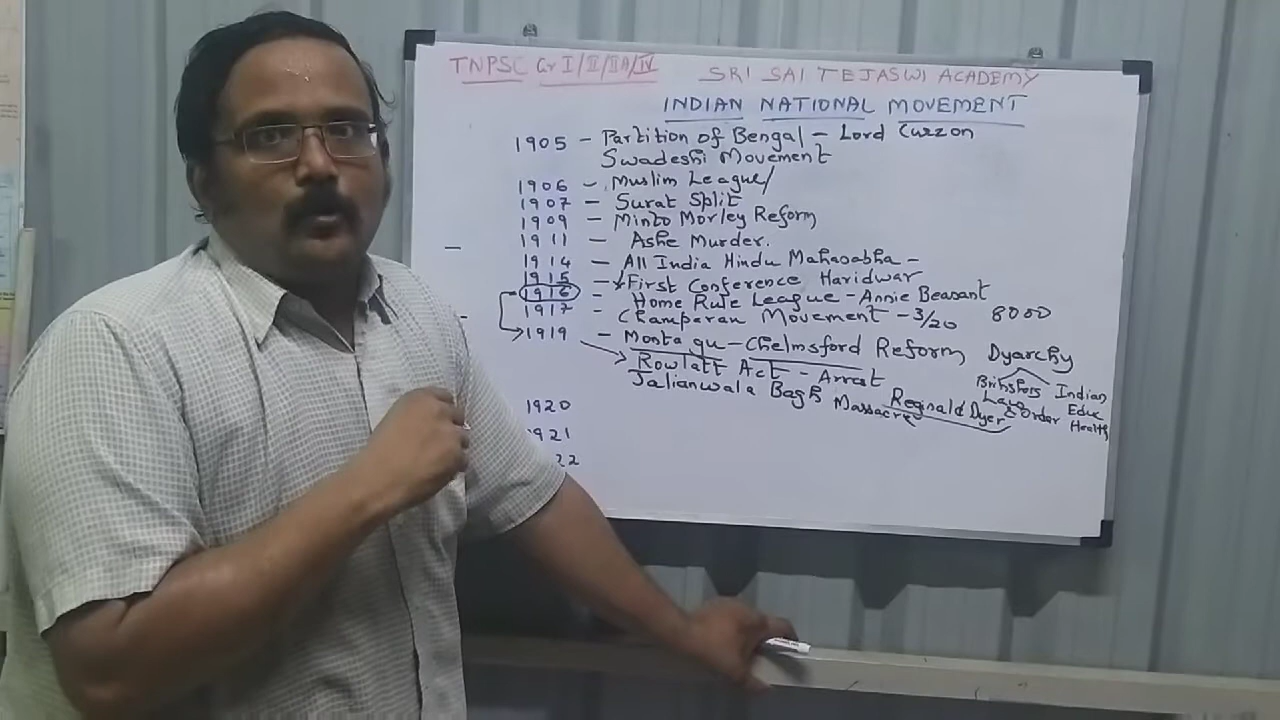 TNPSC Gr I/II/IIA/IV SRI SAI TEJASWI ACADEMY
INDIAN NATIONAL MOVEMENT
1905 - Partition of Bengal - Lord Curzon
Swadeshi Movement
1906 - Muslim League/
1907 - Surat Split
1909 - Minto Morley Reform
1911 - Ashe Murder.
1914 - All India Hindu Mahasabha -
1915 - First Conference Haridwar
1916 - Home Rule League - Annie Beasant
1917 - Champaran Movement - 3/20 8000
1919 - Montagu - Chelmsford Reform Dyarchy
Rowlatt Act - Arrest
Jalianwala Bagh Massacre Reginald Dyer
Law & Order
Indian
Educ
Health
1920
1921
22